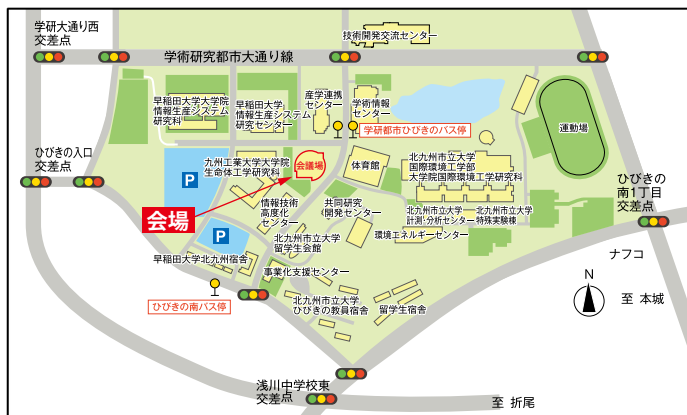 学研大通り西
交差点
学術研究都市大通り線
技術開発交流センター
早稲田大学大学院
情報生産システム
研究科
早稲田大学
情報生産システム
研究センター
産学連携
センター
学術情報
センター
学研都市ひびきのバス停
運動場
ひびきの入口
交差点
P
九州工業大学大学院
生命体工学研究科
会議場
体育館
北九州市立大学
国際環境工学部
大学院国際環境工学研究科
ひびきの
南1丁目
交差点
会場
情報技術
高度化
センター
共同研究
開発センター
北九州市立大学
計測・分析センター
北九州市立大学
特殊実験棟
P
北九州市立大学
留学生会館
環境エネルギーセンター
ナフコ
早稲田大学北九州宿舎
事業化支援センター
N
至 本城
ひびきの南バス停
北九州市立大学
ひびきの教員宿舎
留学生宿舎
浅川中学校東
交差点
至 折尾